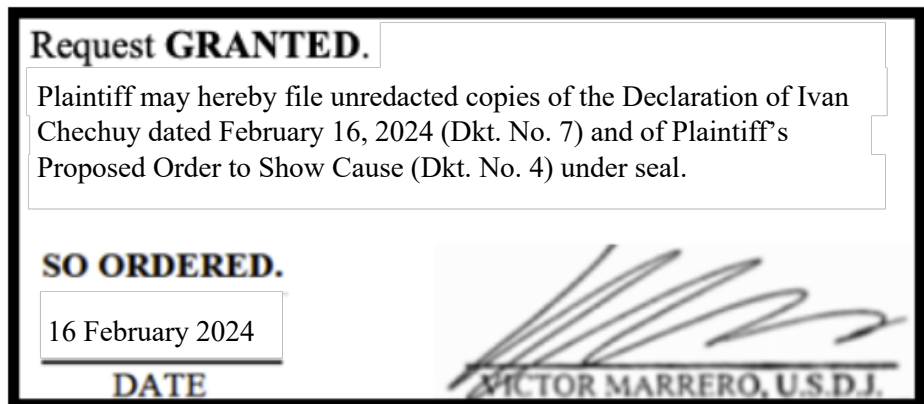 Request GRANTED.
Plaintiff may hereby file unredacted copies of the Declaration of Ivan
Chechuy dated February 16, 2024 (Dkt. No. 7) and of Plaintiff’s
Proposed Order to Show Cause (Dkt. No. 4) under seal.
SO ORDERED.
16 February 2024
DATE
VICTOR MARRERO, U.S.D.J.